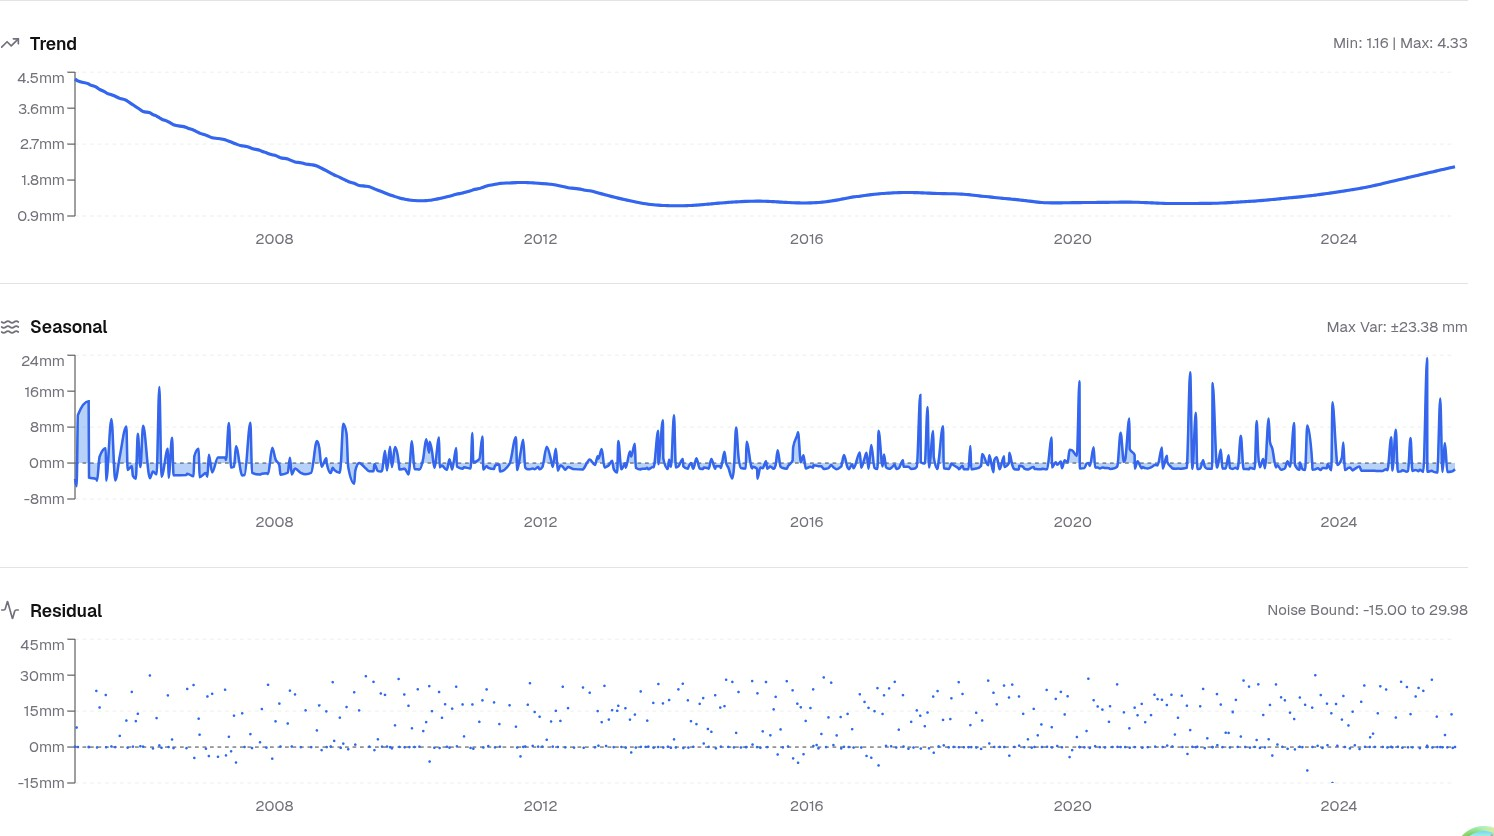 Trend
Min: 1.16 | Max: 4.33
4.5mm
3.6mm
2.7mm
1.8mm
0.9mm
2008 2012 2016 2020 2024
Seasonal
Max Var: ±23.38 mm
24mm
16mm
8mm
0mm
-8mm
2008 2012 2016 2020 2024
Residual
Noise Bound: -15.00 to 29.98
45mm
30mm
15mm
0mm
-15mm
2008 2012 2016 2020 2024